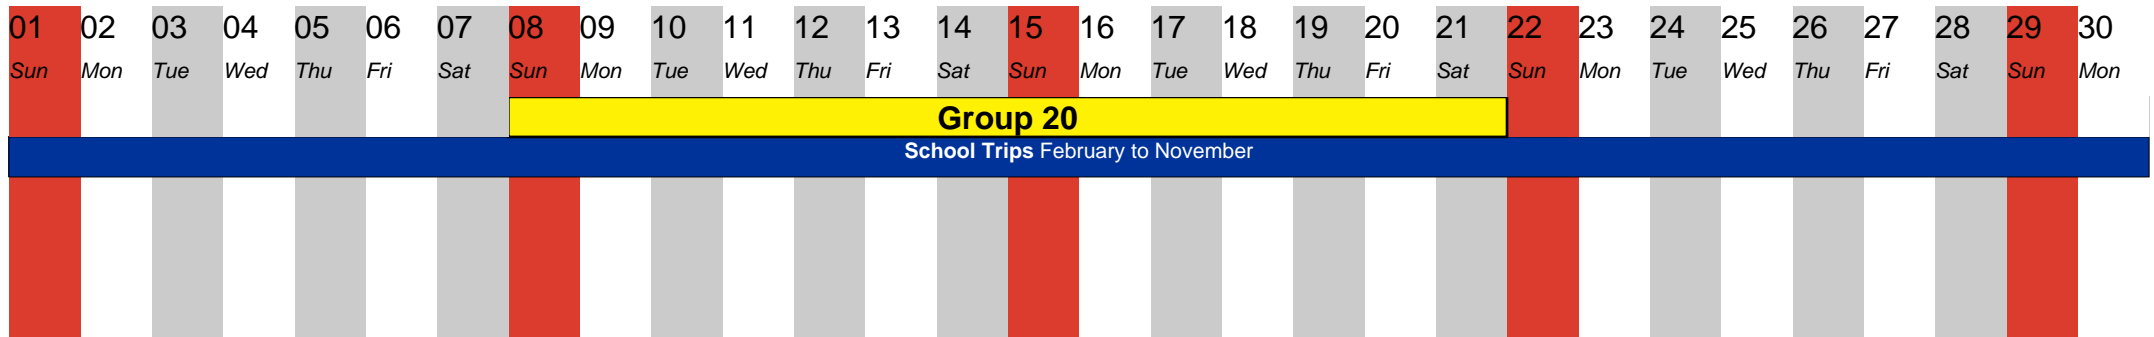 01 02 03 04 05 06 07 08 09 10 11 12 13 14 15 16 17 18 19 20 21 22 23 24 25 26 27 28 29 30
Sun Mon Tue Wed Thu Fri Sat Sun Mon Tue Wed Thu Fri Sat Sun Mon Tue Wed Thu Fri Sat Sun Mon Tue Wed Thu Fri Sat Sun Mon
Group 20
School Trips February to November